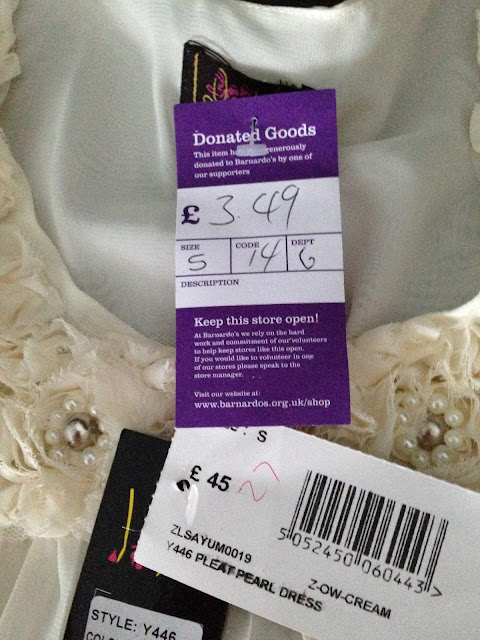 Donated Goods
This item has generously
donated to Barnardo's by one of
our supporters
£ 3.49
SIZE CODE DEPT
S 14 6
DESCRIPTION
Keep this store open!
At Barnardo's we rely on the hard
work and commitment of our volunteers
to help keep stores like this open.
If you would like to volunteer in one
of our stores please speak to the
store manager.
Visit our website at:
www.barnardos.org.uk/shop
: S
£ 45
5 052450 060443 >
ZLSAYUM0019 Z-OW-CREAM
Y446 PLEAT PEARL DRESS
STYLE: Y446